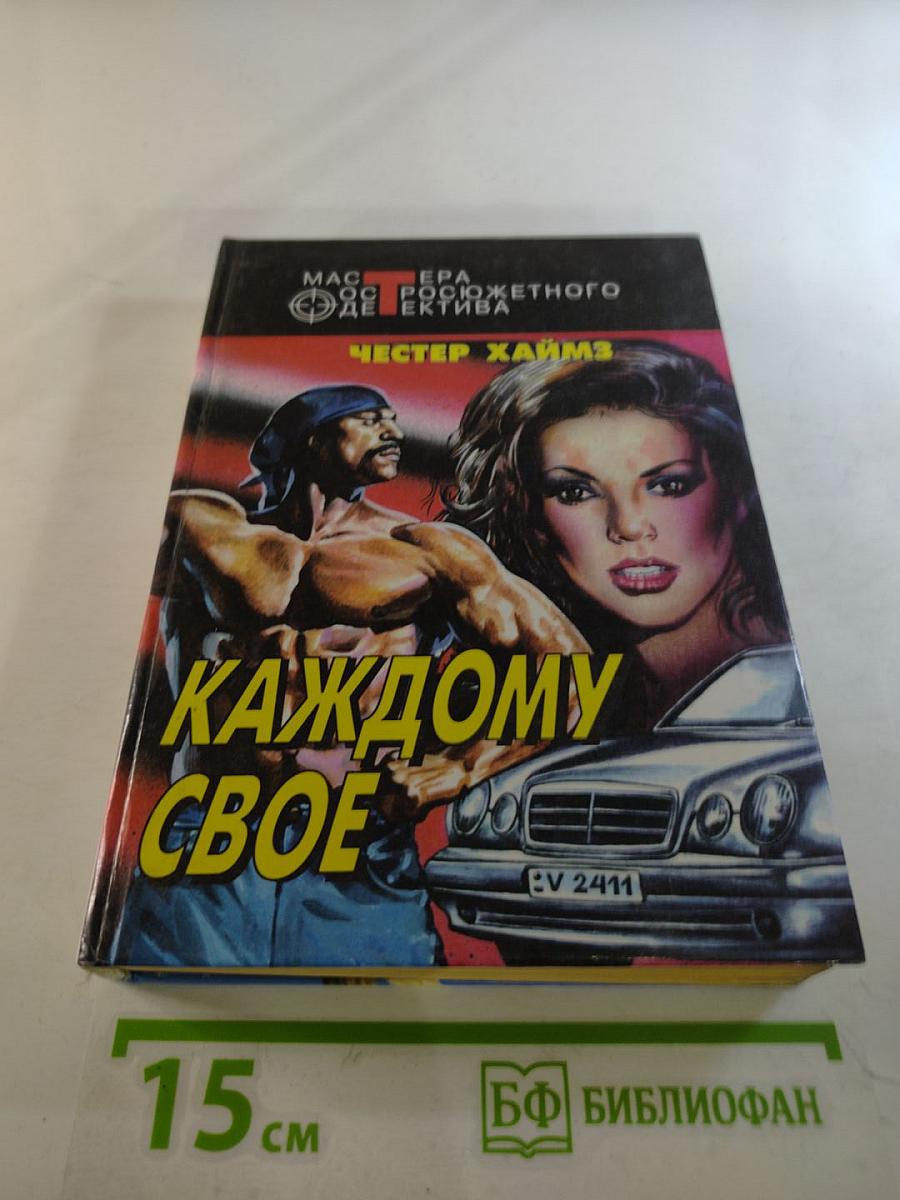 МАСТЕРА
ОСТРОСЮЖЕТНОГО
ДЕТЕКТИВА
ЧЕСТЕР ХАЙМЗ
КАЖДОМУ
СВОЕ
V 2411
15 см
БФ БИБЛИОФАН